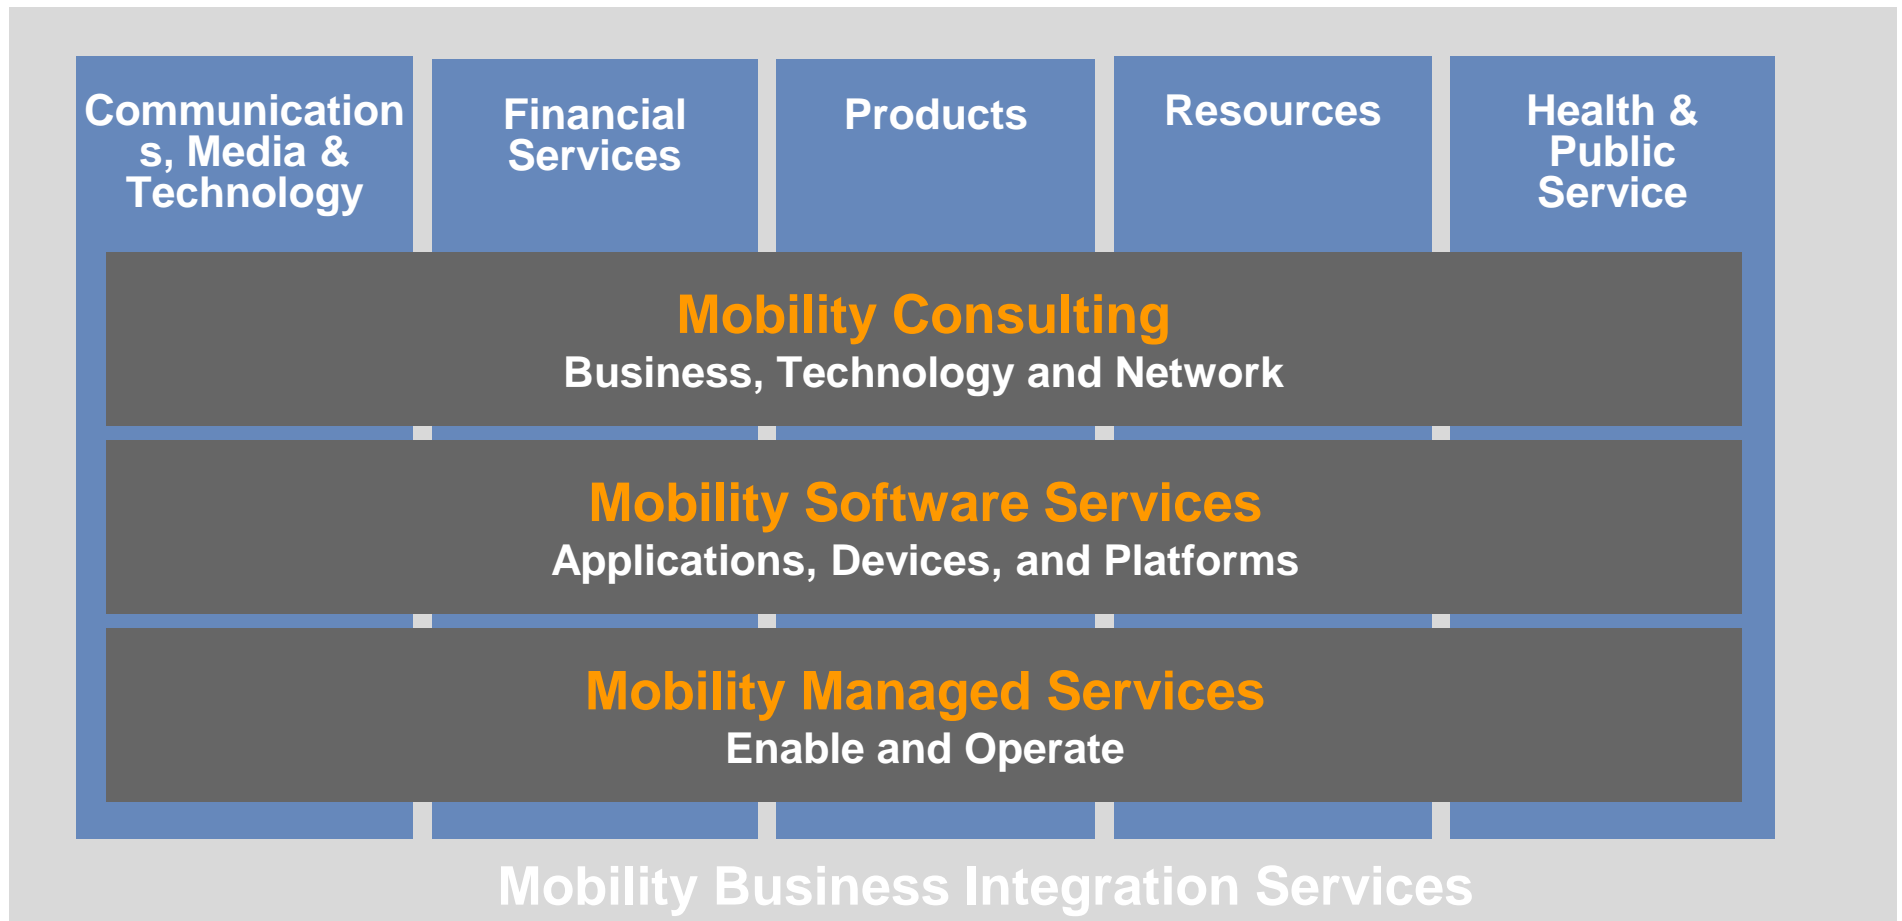 Communication
s, Media &
Technology
Financial
Services
Products
Resources
Health &
Public
Service
Mobility Consulting
Business, Technology and Network
Mobility Software Services
Applications, Devices, and Platforms
Mobility Managed Services
Enable and Operate
Mobility Business Integration Services